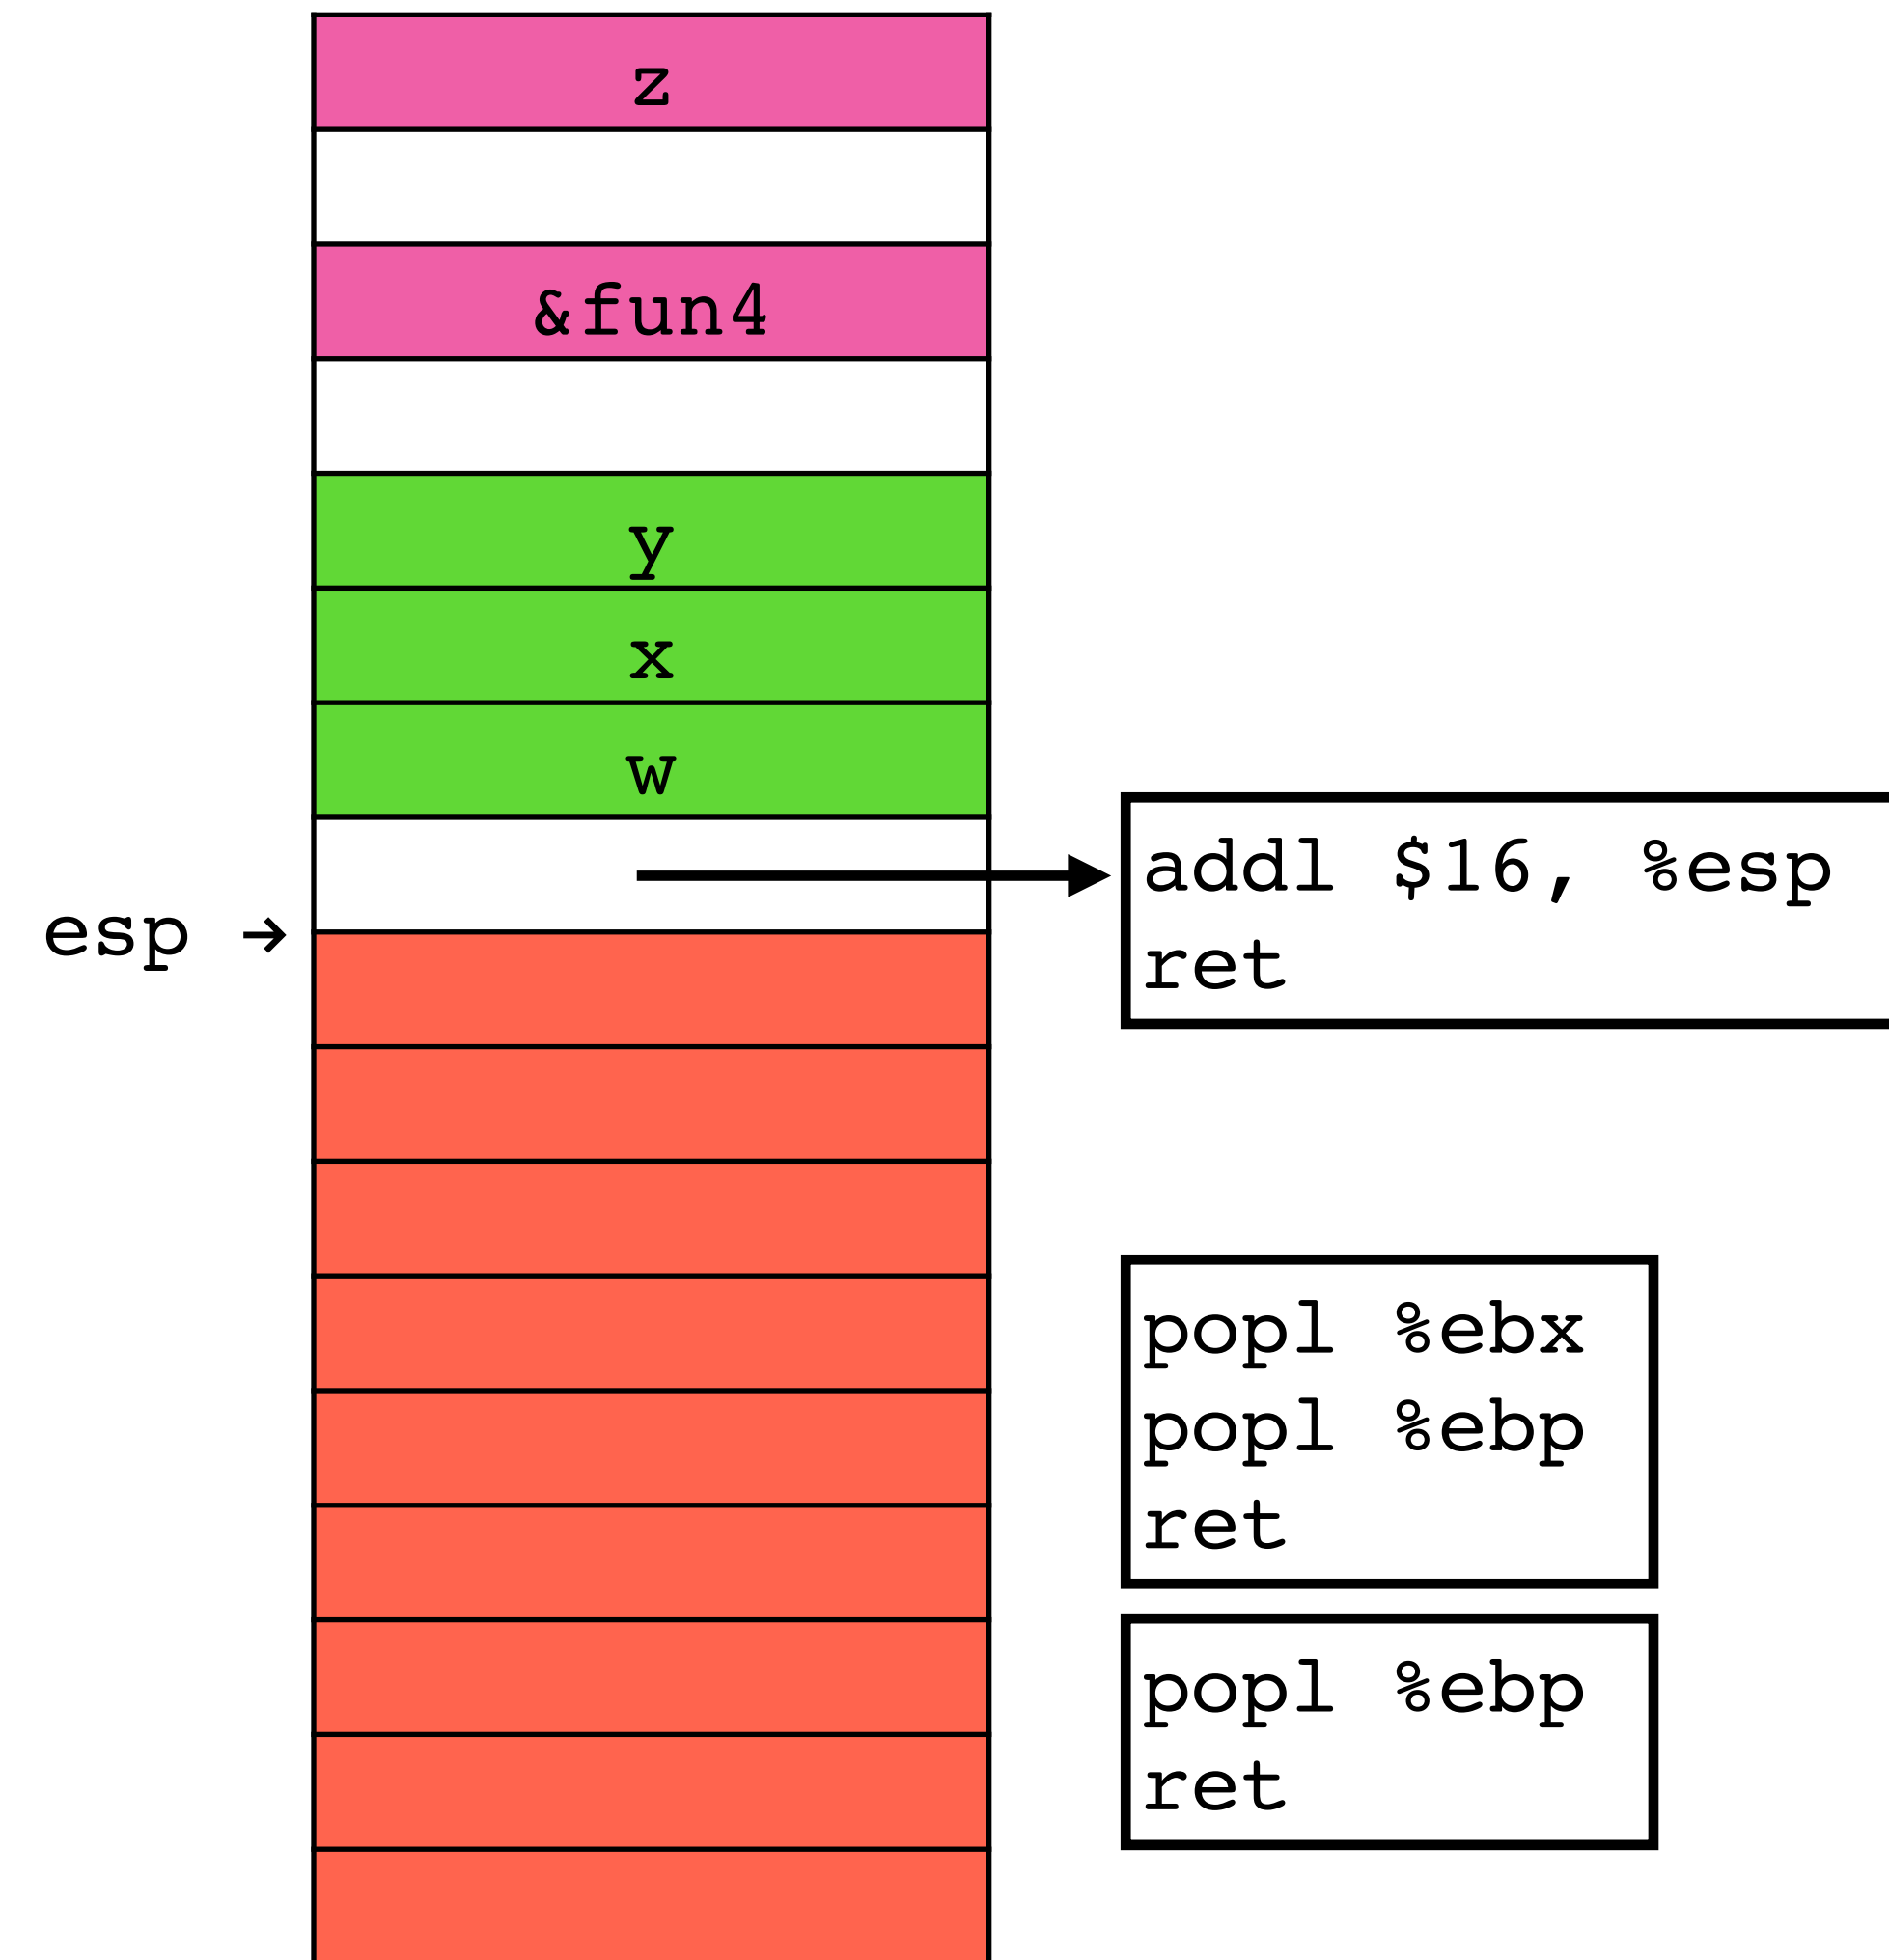 z
&fun4
y
x
w
esp →
addl $16, %esp
ret
popl %ebx
popl %ebp
ret
popl %ebp
ret